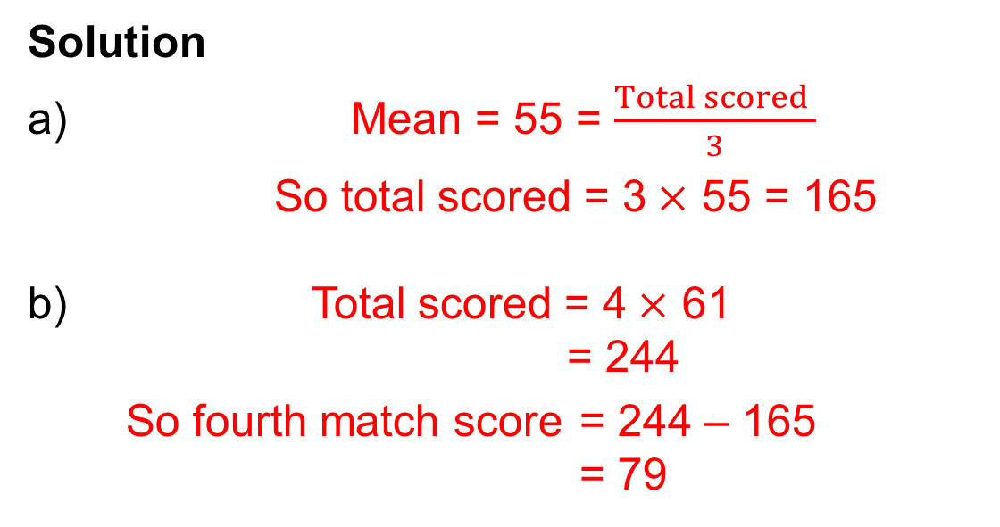 Solution
a) Mean = 55 = Total scored / 3
So total scored = 3 × 55 = 165
b) Total scored = 4 × 61
= 244
So fourth match score = 244 – 165
= 79